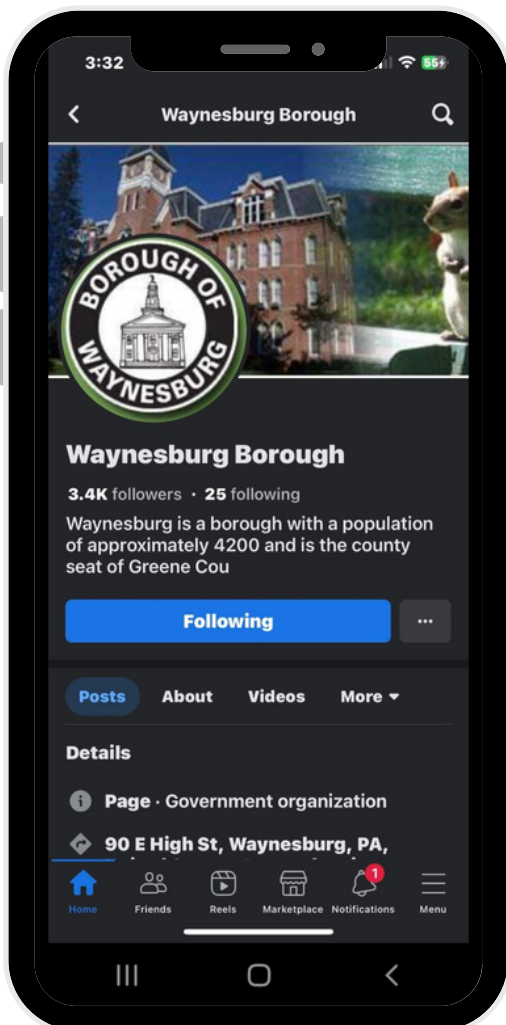 3:32
55
Waynesburg Borough
BOROUGH OF
WAYNESBURG
Waynesburg Borough
3.4K followers · 25 following
Waynesburg is a borough with a population
of approximately 4200 and is the county
seat of Greene Cou
Following
Posts About Videos More
Details
Page · Government organization
90 E High St, Waynesburg, PA,
1
Home Friends Reels Marketplace Notifications Menu